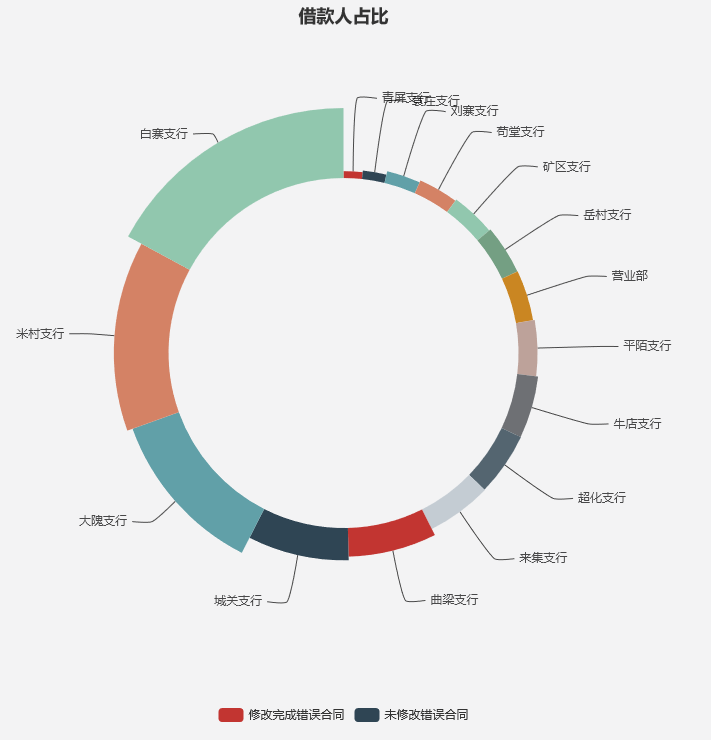 借款人占比
青屏支行
袁庄支行
刘寨支行
苟堂支行
矿区支行
岳村支行
营业部
平陌支行
牛店支行
超化支行
来集支行
曲梁支行
城关支行
大隗支行
米村支行
白寨支行
修改完成错误合同
未修改错误合同